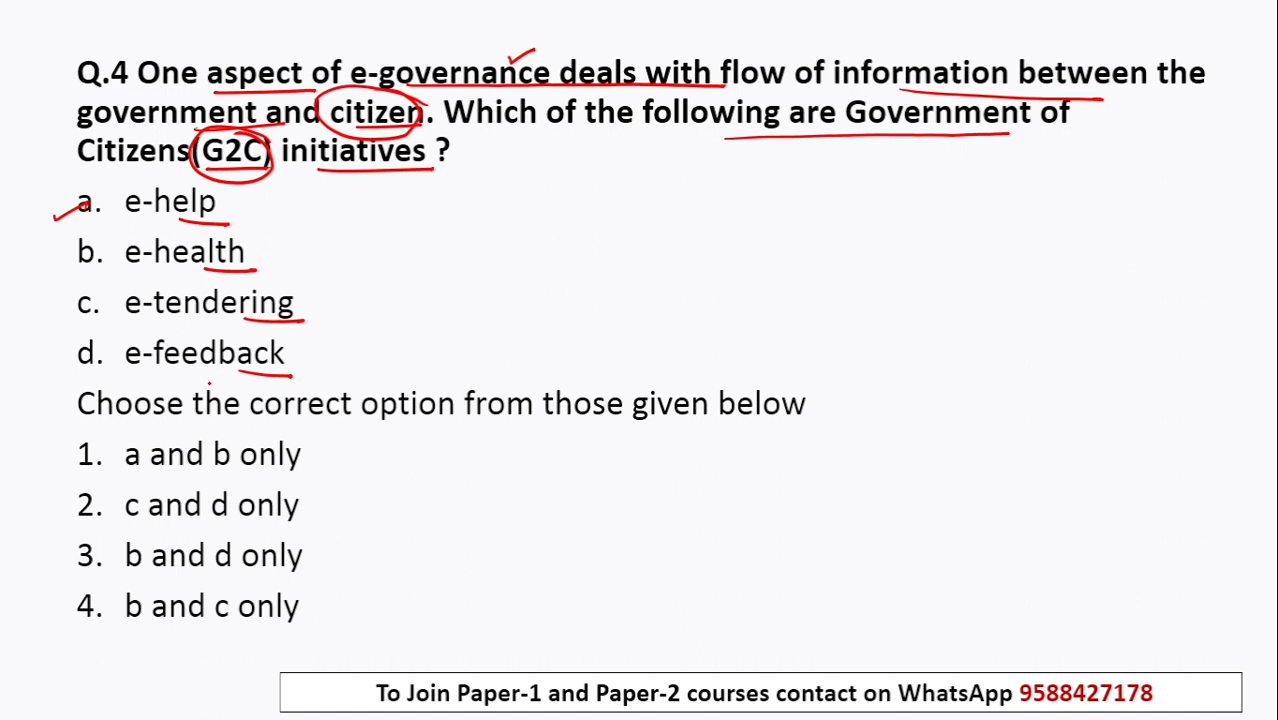 Q.4 One aspect of e-governance deals with flow of information between the
government and citizen. Which of the following are Government of
Citizens(G2C) initiatives ?
a. e-help
b. e-health
c. e-tendering
d. e-feedback
Choose the correct option from those given below
1. a and b only
2. c and d only
3. b and d only
4. b and c only
To Join Paper-1 and Paper-2 courses contact on WhatsApp 9588427178